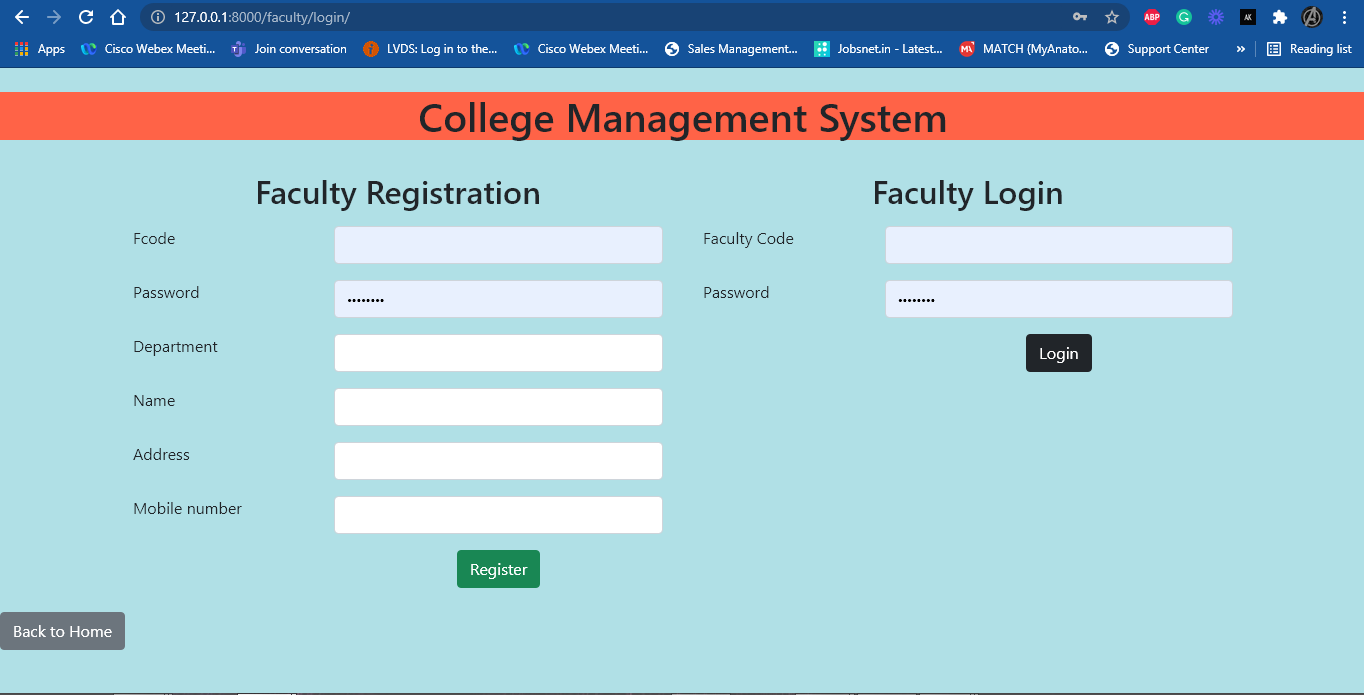 127.0.0.1:8000/faculty/login/
ABP
AK
Apps Cisco Webex Meeti... Join conversation LVDS: Log in to the... Cisco Webex Meeti... Sales Management... Jobsnet.in - Latest... MATCH (MyAnato... Support Center » Reading list
College Management System
Faculty Registration
Fcode
Password ••••••••
Department
Name
Address
Mobile number
Register
Faculty Login
Faculty Code
Password ••••••••
Login
Back to Home